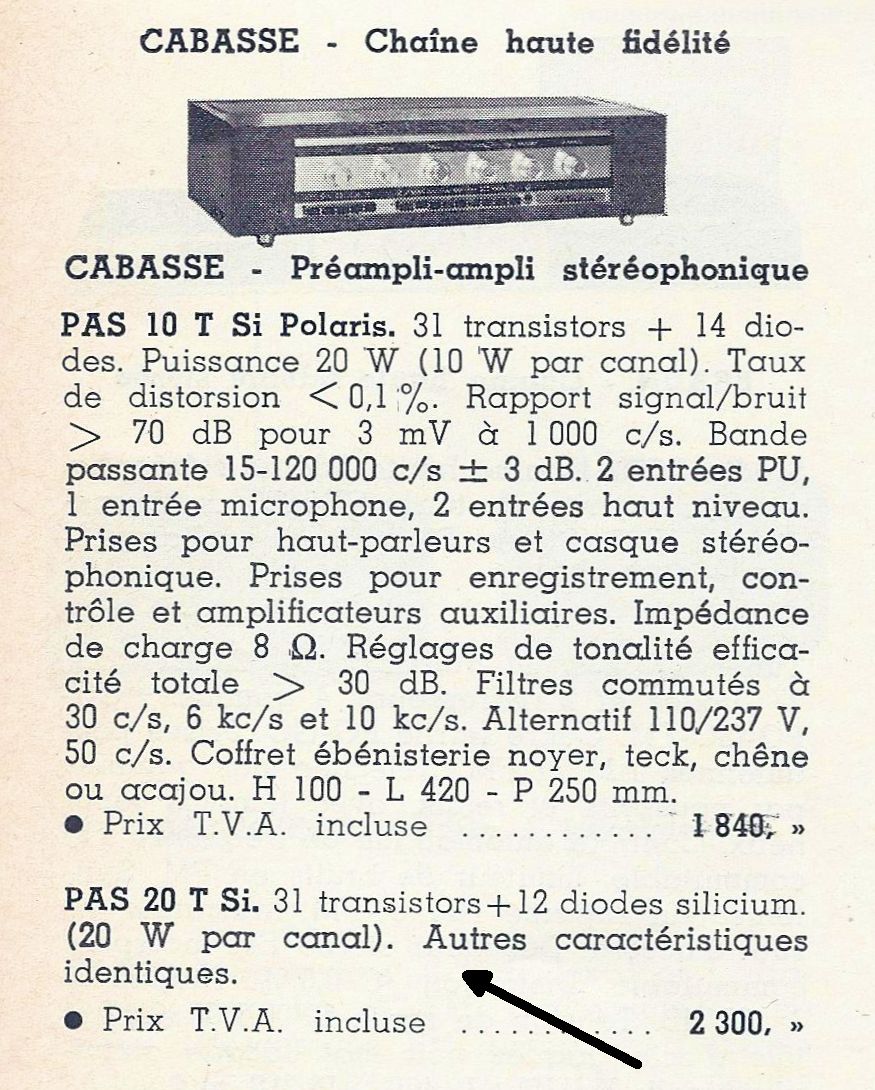 CABASSE - Chaîne haute fidélité
CABASSE - Préampli-ampli stéréophonique
PAS 10 T Si Polaris. 31 transistors + 14 dio-
des. Puissance 20 W (10 W par canal). Taux
de distorsion < 0,1 %. Rapport signal/bruit
> 70 dB pour 3 mV à 1 000 c/s. Bande
passante 15-120 000 c/s ± 3 dB. 2 entrées PU,
1 entrée microphone, 2 entrées haut niveau.
Prises pour haut-parleurs et casque stéréo-
phonique. Prises pour enregistrement, con-
trôle et amplificateurs auxiliaires. Impédance
de charge 8 Ω. Réglages de tonalité effica-
cité totale > 30 dB. Filtres commutés à
30 c/s, 6 kc/s et 10 kc/s. Alternatif 110/237 V,
50 c/s. Coffret ébénisterie noyer, teck, chêne
ou acajou. H 100 - L 420 - P 250 mm.
● Prix T.V.A. incluse ............ 1 840, »
PAS 20 T Si. 31 transistors + 12 diodes silicium.
(20 W par canal). Autres caractéristiques
identiques.
● Prix T.V.A. incluse ............ 2 300, »